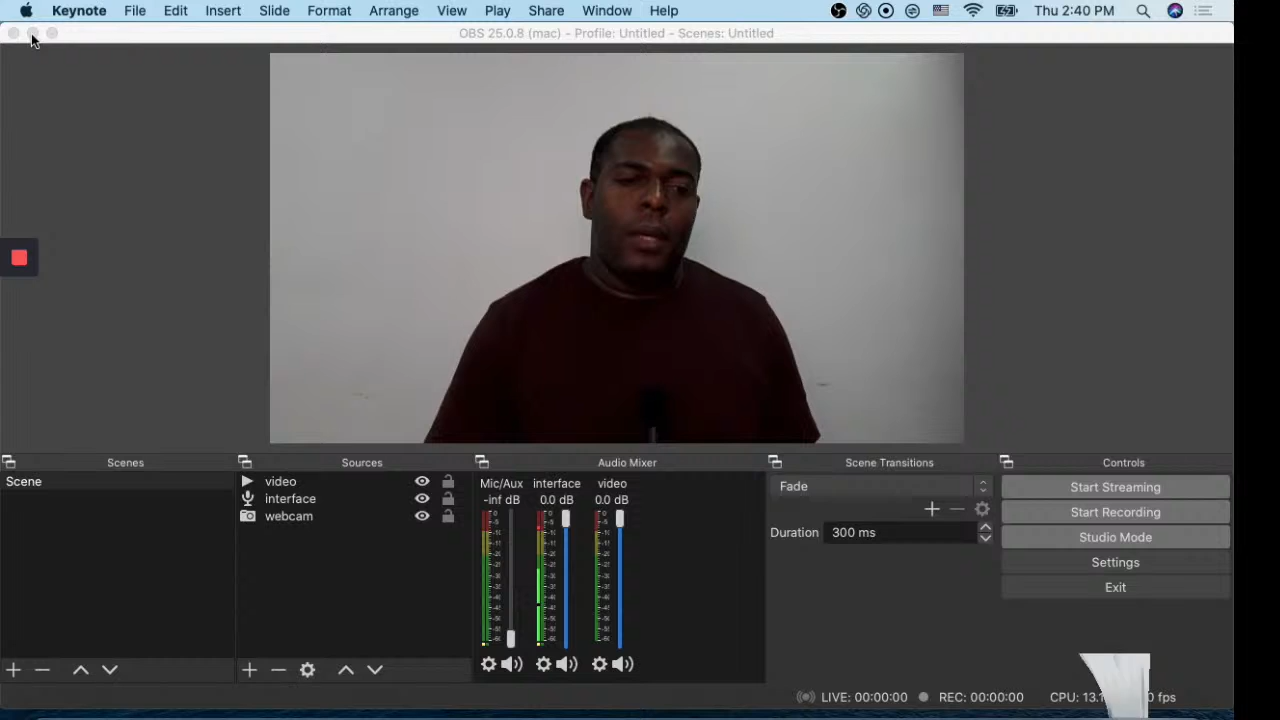 Keynote File Edit Insert Slide Format Arrange View Play Share Window Help Thu 2:40 PM
OBS 25.0.8 (mac) - Profile: Untitled - Scenes: Untitled
Scenes Sources Audio Mixer Scene Transitions Controls
Scene
video
interface
webcam
Mic/Aux interface video
-inf dB 0.0 dB 0.0 dB
Fade
Duration 300 ms
Start Streaming
Start Recording
Studio Mode
Settings
Exit
LIVE: 00:00:00 REC: 00:00:00 CPU: 13.1 fps